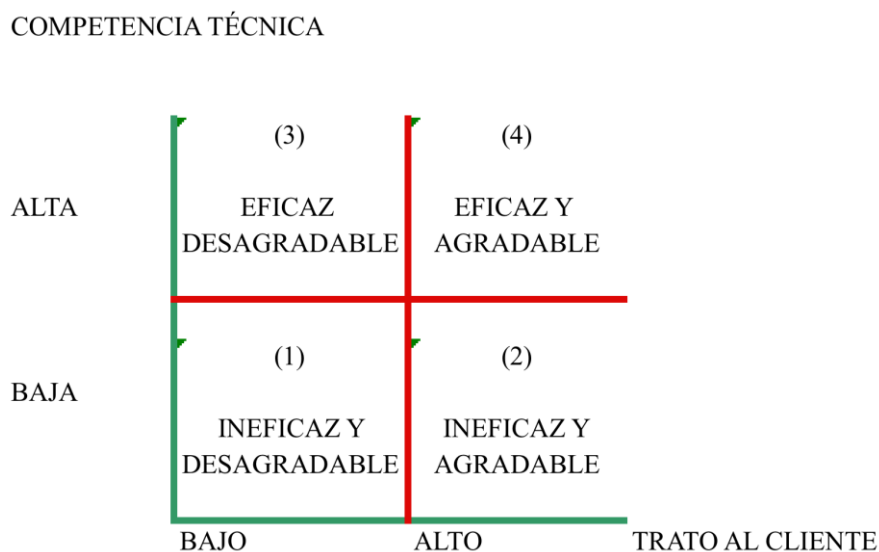 COMPETENCIA TÉCNICA
(3)
(4)
ALTA
EFICAZ
DESAGRADABLE
EFICAZ Y
AGRADABLE
(1)
(2)
BAJA
INEFICAZ Y
DESAGRADABLE
INEFICAZ Y
AGRADABLE
BAJO
ALTO
TRATO AL CLIENTE